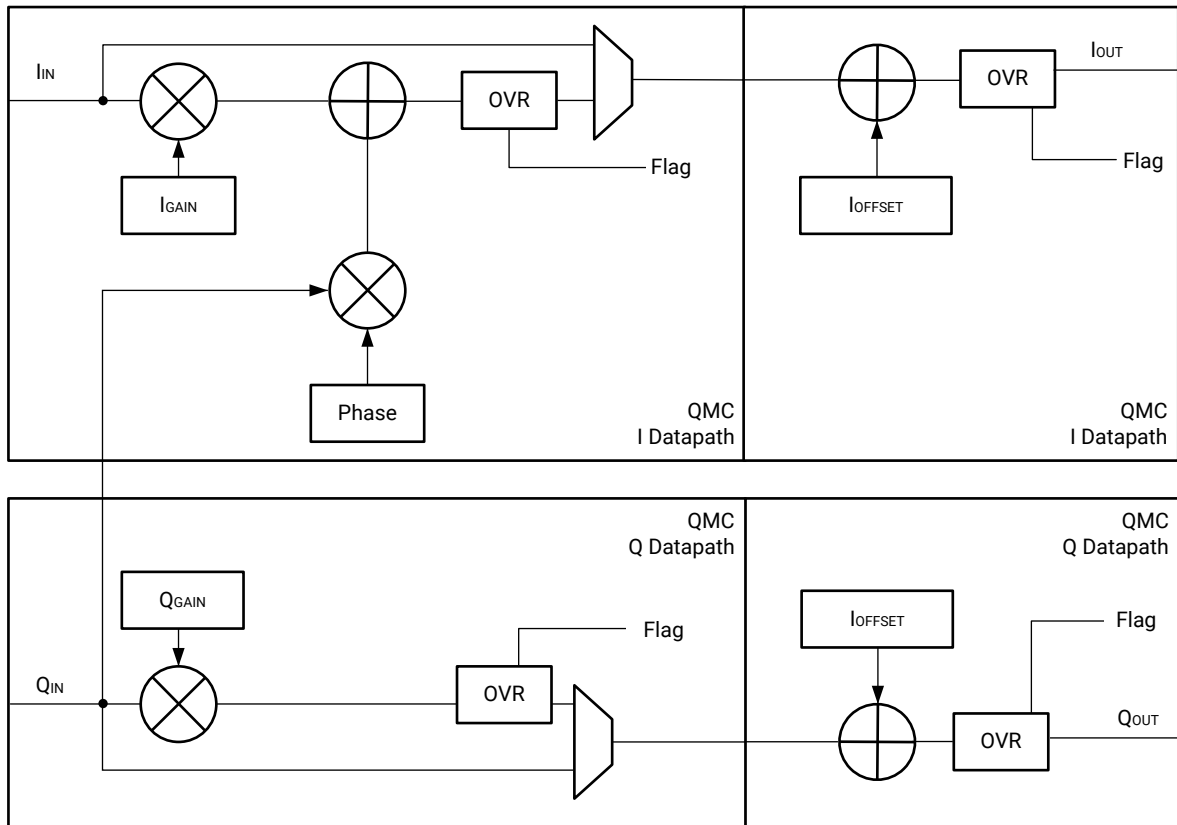 IIN
IGAIN
OVR
Flag
Phase
QMC
I Datapath
IOFFSET
OVR
IOUT
Flag
QMC
I Datapath
QMC
Q Datapath
QGAIN
QIN
OVR
Flag
QMC
Q Datapath
IOFFSET
Flag
OVR
QOUT